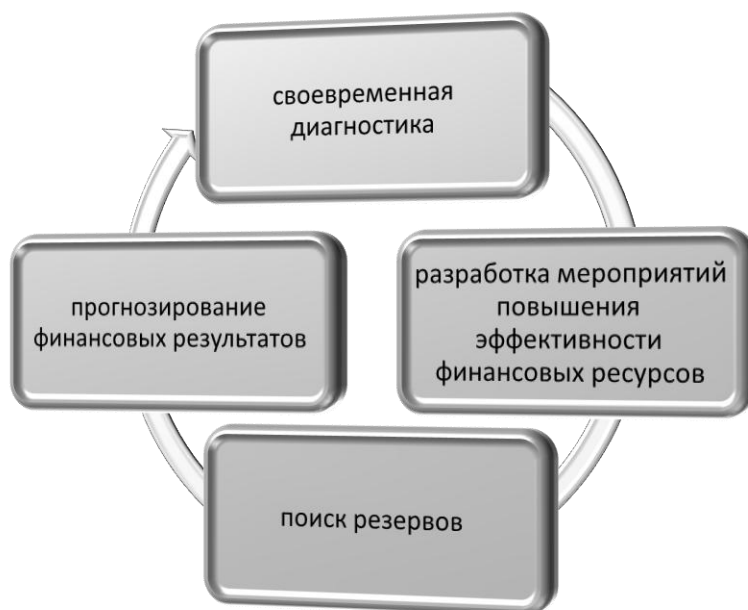 своевременная
диагностика
разработка мероприятий
повышения
эффективности
финансовых ресурсов
поиск резервов
прогнозирование
финансовых результатов